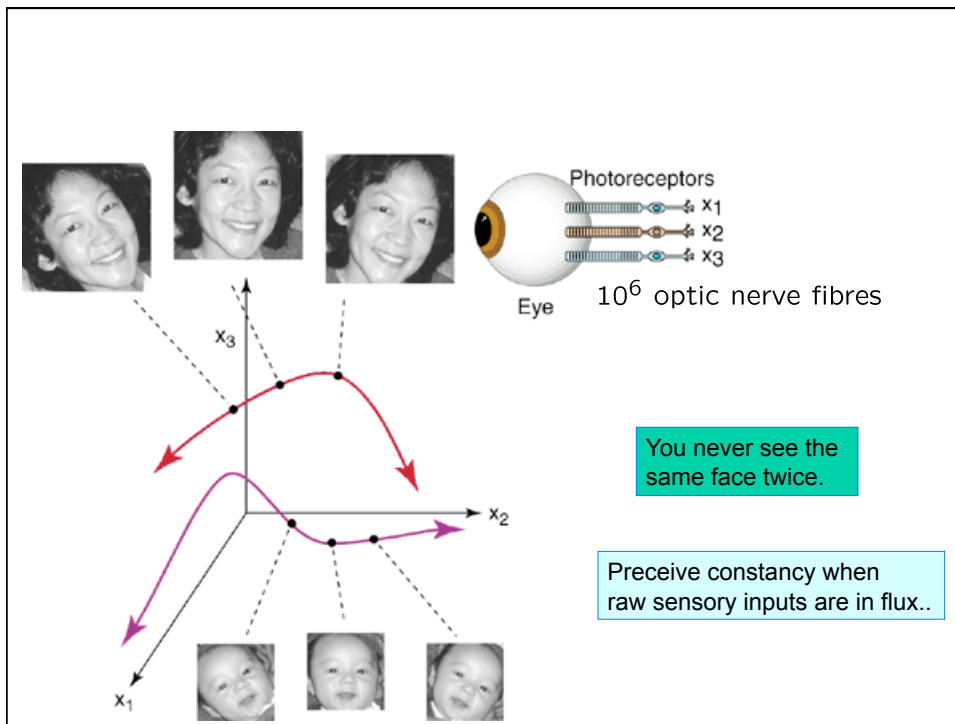 Photoreceptors
x1
x2
x3
Eye
10^6 optic nerve fibres
x3
You never see the
same face twice.
x2
Preceive constancy when
raw sensory inputs are in flux..
x1